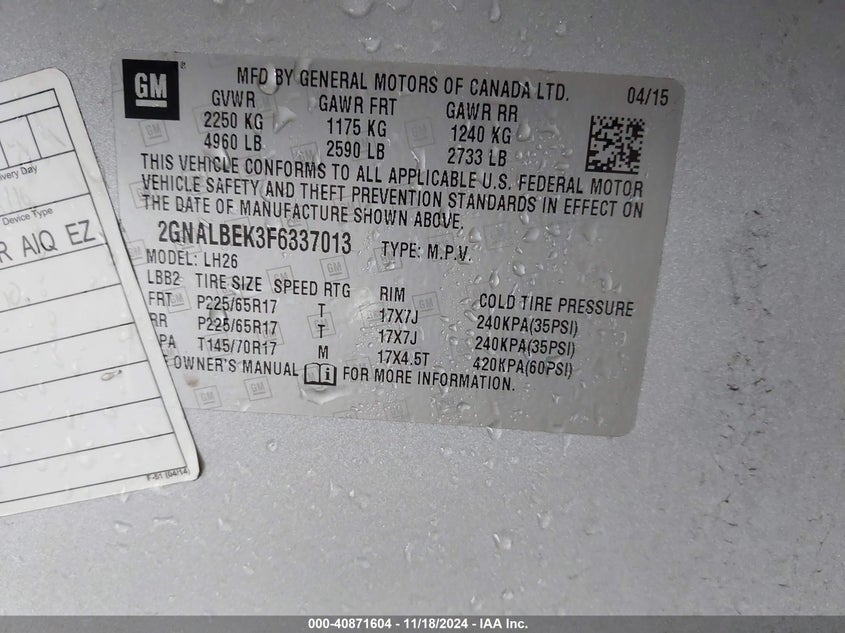 GM ® MFD BY GENERAL MOTORS OF CANADA LTD. 04/15
GVWR GAWR FRT GAWR RR
2250 KG 1175 KG 1240 KG
4960 LB 2590 LB 2733 LB
THIS VEHICLE CONFORMS TO ALL APPLICABLE U.S. FEDERAL MOTOR
VEHICLE SAFETY AND THEFT PREVENTION STANDARDS IN EFFECT ON
THE DATE OF MANUFACTURE SHOWN ABOVE.
2GNALBEK3F6337013 TYPE: M.P.V.
MODEL: LH26
LBB2 TIRE SIZE SPEED RTG RIM COLD TIRE PRESSURE
FRT P225/65R17 T 17X7J 240KPA(35PSI)
RR P225/65R17 T 17X7J 240KPA(35PSI)
PA T145/70R17 M 17X4.5T 420KPA(60PSI)
E OWNER'S MANUAL FOR MORE INFORMATION.
very Day
Device Type
R A/Q EZ
F-51 (04/14)
000-40871604 - 11/18/2024 - IAA Inc.